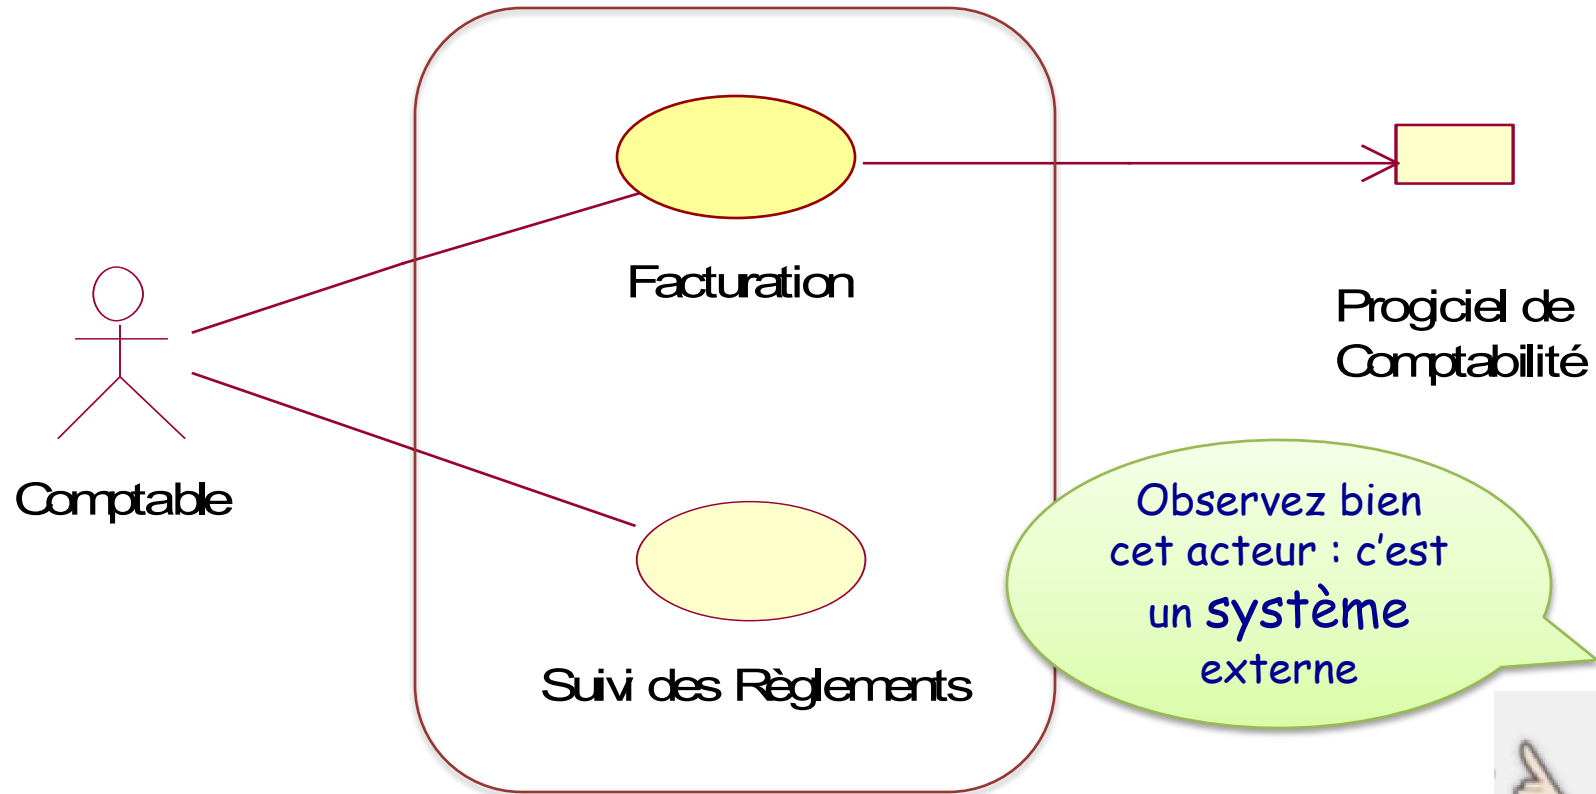 Facturation
Progiciel de
Comptabilité
Comptable
Observez bien
cet acteur : c’est
un système
externe
Suivi des Règlements